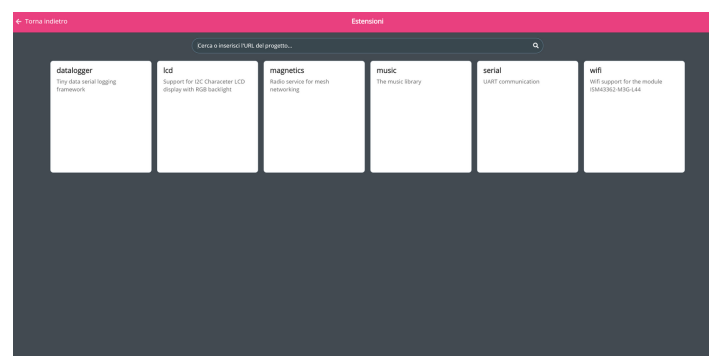 ← Torna indietro
Estensioni
Cerca o inserisci l'URL del progetto...
datalogger
Tiny data serial logging
framework
lcd
Support for I2C Characeter LCD
display with RGB backlight
magnetics
Radio service for mesh
networking
music
The music library
serial
UART communication
wifi
Wifi support for the module
ISM43362-M3G-L44